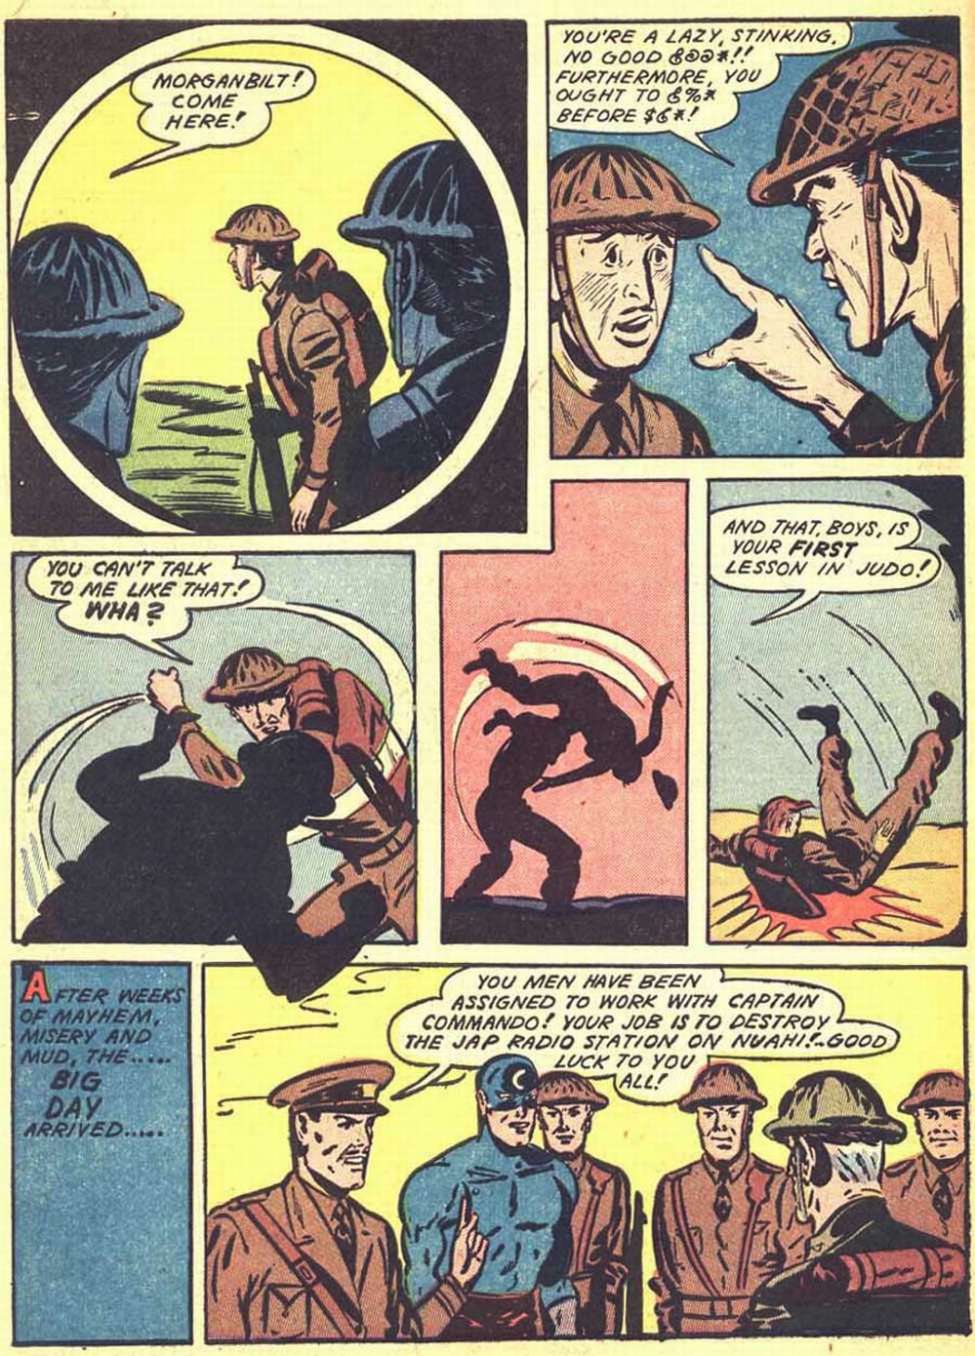 MORGANBILT!
COME
HERE!
YOU'RE A LAZY, STINKING,
NO GOOD &@@*!!
FURTHERMORE, YOU
OUGHT TO &%*
BEFORE $&*!
YOU CAN'T TALK
TO ME LIKE THAT!
WHA?
AND THAT, BOYS, IS
YOUR FIRST
LESSON IN JUDO!
AFTER WEEKS
OF MAYHEM,
MISERY AND
MUD, THE.....
BIG
DAY
ARRIVED.....
YOU MEN HAVE BEEN
ASSIGNED TO WORK WITH CAPTAIN
COMMANDO! YOUR JOB IS TO DESTROY
THE JAP RADIO STATION ON NUAHI!..GOOD
LUCK TO YOU
ALL!